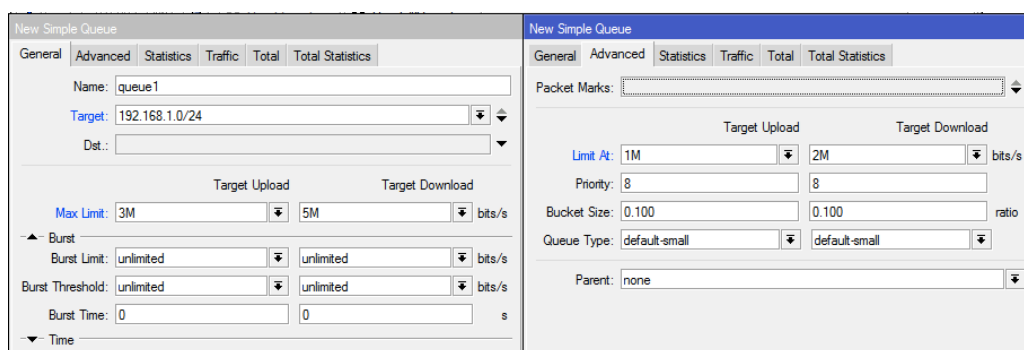 New Simple Queue
General Advanced Statistics Traffic Total Total Statistics
Name: queue1
Target: 192.168.1.0/24
Dst.:
Target Upload Target Download
Max Limit: 3M 5M bits/s
Burst
Burst Limit: unlimited unlimited bits/s
Burst Threshold: unlimited unlimited bits/s
Burst Time: 0 0 s
Time
New Simple Queue
General Advanced Statistics Traffic Total Total Statistics
Packet Marks:
Target Upload Target Download
Limit At: 1M 2M bits/s
Priority: 8 8
Bucket Size: 0.100 0.100 ratio
Queue Type: default-small default-small
Parent: none